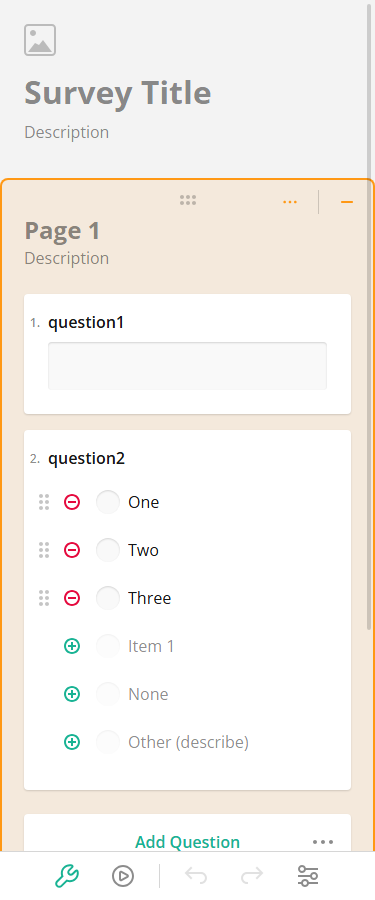 Survey Title
Description
Page 1
Description
1. question1
2. question2
One
Two
Three
Item 1
None
Other (describe)
Add Question